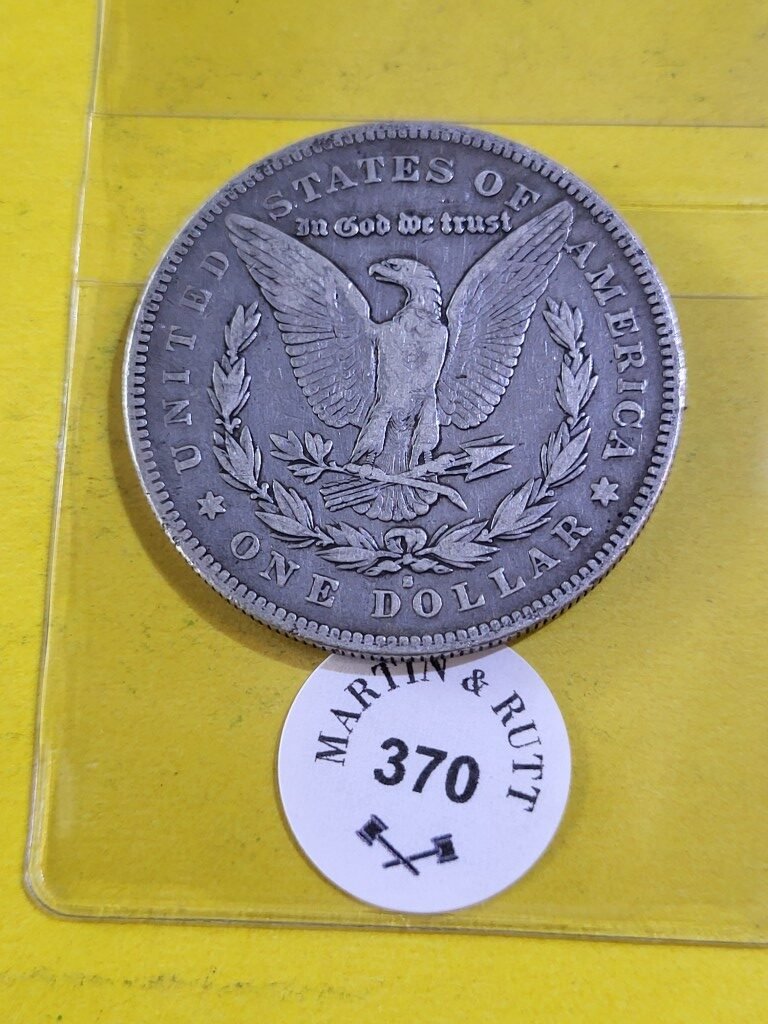 UNITED STATES OF AMERICA
In God we trust
S
ONE DOLLAR
MARTIN & RUTT
370